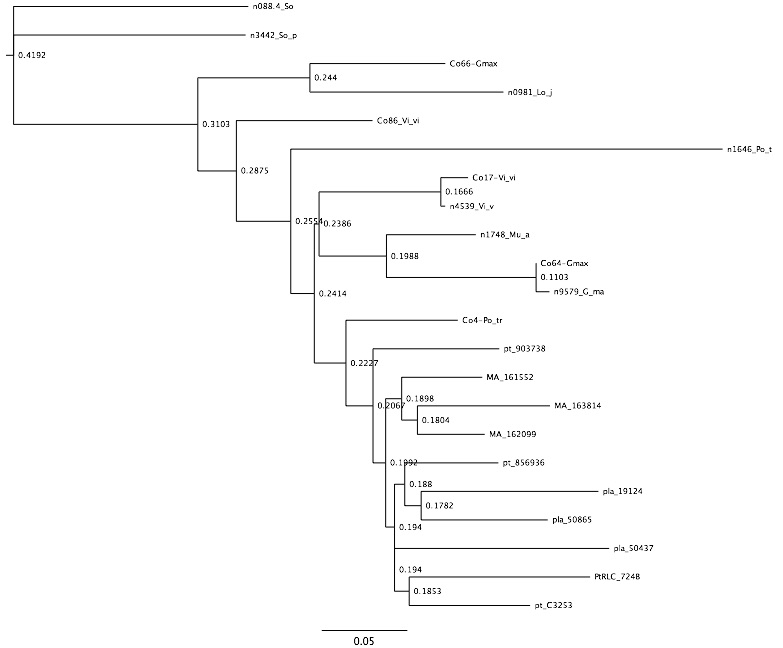 n088.4_So
n3442_So_p
0.4192
Co66-Gmax
0.244
n0981_Lo_j
Co86_Vi_vi
0.3103
n1646_Po_t
0.2875
Co17-Vi_vi
0.1666
n4539_Vi_v
0.2554
0.2386
n1748_Mu_a
0.1988
Co64-Gmax
0.1103
n9579_G_ma
0.2414
Co4-Po_tr
pt_903738
0.2227
MA_161552
0.1898
0.2067
MA_163814
0.1804
MA_162099
0.1992
pt_856936
0.188
pla_19124
0.1782
pla_50865
0.194
pla_50437
0.194
PtRLC_7248
0.1853
pt_C3253
0.05